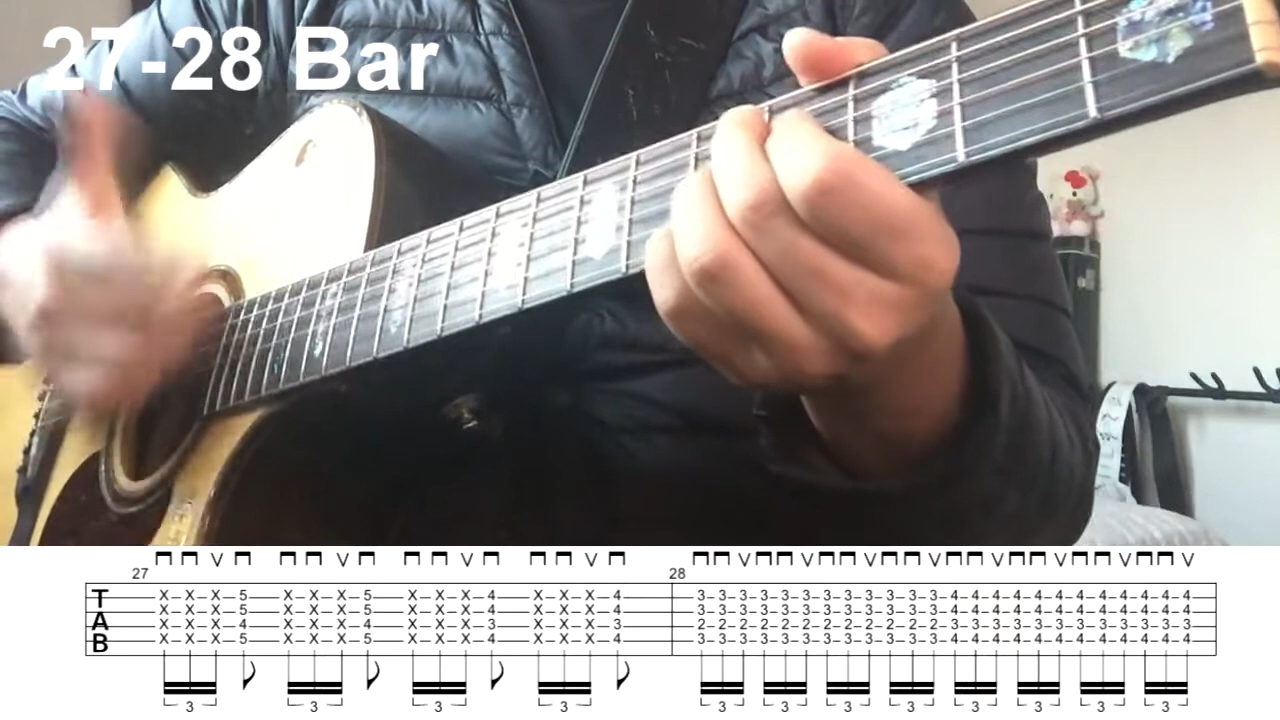 27-28 Bar
⊓ ⊓ V ⊓ ⊓ ⊓ V ⊓ ⊓ ⊓ V ⊓ ⊓ ⊓ V ⊓ ⊓ ⊓ V ⊓ ⊓ V ⊓ ⊓ V ⊓ ⊓ V ⊓ ⊓ V ⊓ ⊓ V ⊓ ⊓ V ⊓ ⊓ V
27 28
T X X X 5 X X X 5 X X X 4 X X X 4 3 3 3 3 3 3 3 3 3 3 3 3 4 4 4 4 4 4 4 4 4 4 4 4
X X X 5 X X X 5 X X X 4 X X X 4 3 3 3 3 3 3 3 3 3 3 3 3 4 4 4 4 4 4 4 4 4 4 4 4
A X X X 4 X X X 4 X X X 3 X X X 3 2 2 2 2 2 2 2 2 2 2 2 2 3 3 3 3 3 3 3 3 3 3 3 3
B X X X 5 X X X 5 X X X 4 X X X 4 3 3 3 3 3 3 3 3 3 3 3 3 4 4 4 4 4 4 4 4 4 4 4 4
3 3 3 3 3 3 3 3 3 3 3 3